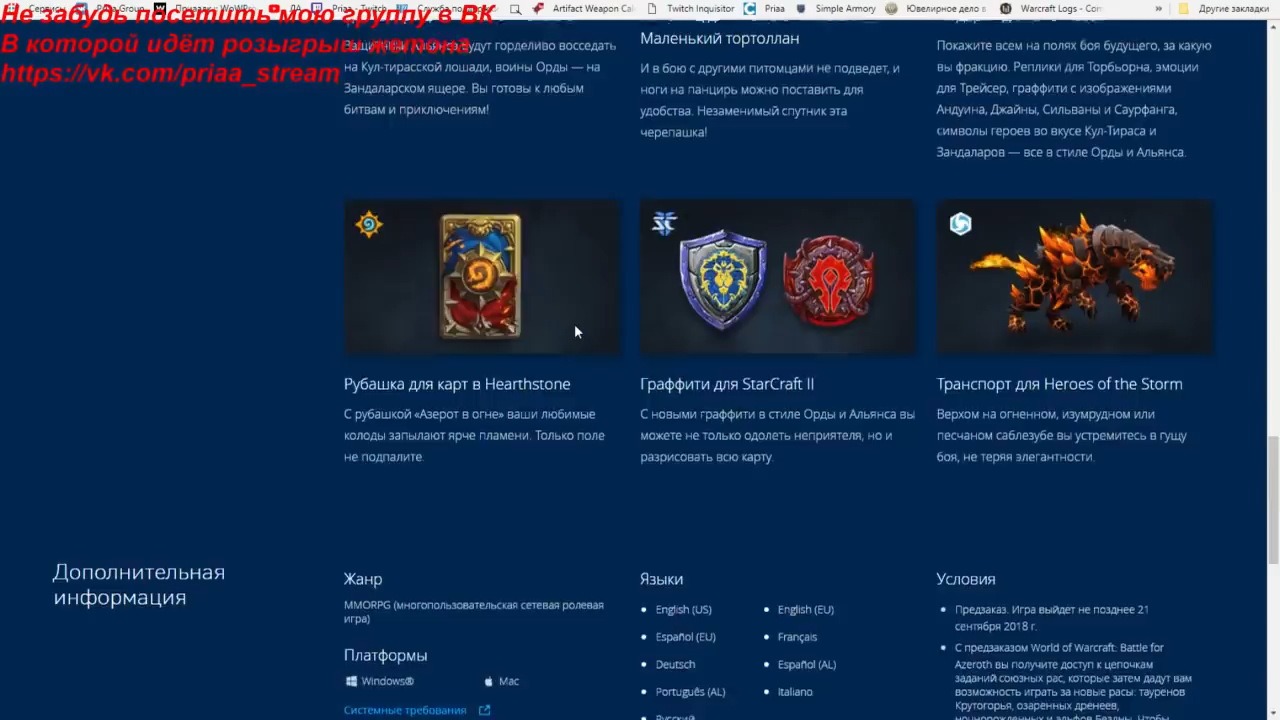 Не забудь посетить мою группу в ВК
В которой идёт розыгрыш
https://vk.com/priaa_stream
Artifact Weapon Cal
Twitch Inquisitor
Priaa
Simple Armory
Ювелирное дело в
Warcraft Logs - Com
»
Другие закладки
будут горделиво восседать
на Кул-тирасской лошади, воины Орды — на
Зандаларском ящере. Вы готовы к любым
битвам и приключениям!
Маленький тортоллан
И в бою с другими питомцами не подведет, и
ноги на панцирь можно поставить для
удобства. Незаменимый спутник эта
черепашка!
Покажите всем на полях боя будущего, за какую
вы фракцию. Реплики для Торбьорна, эмоции
для Трейсер, граффити с изображениями
Андуина, Джайны, Сильваны и Саурфанга,
символы героев во вкусе Кул-Тираса и
Зандаларов — все в стиле Орды и Альянса.
Рубашка для карт в Hearthstone
С рубашкой «Азерот в огне» ваши любимые
колоды запылают ярче пламени. Только поле
не подпалите.
Граффити для StarCraft II
С новыми граффити в стиле Орды и Альянса вы
можете не только одолеть неприятеля, но и
разрисовать всю карту.
Транспорт для Heroes of the Storm
Верхом на огненном, изумрудном или
песчаном саблезубе вы устремитесь в гущу
боя, не теряя элегантности.
Дополнительная
информация
Жанр
MMORPG (многопользовательская сетевая ролевая
игра)
Платформы
Windows®
Mac
Системные требования
Языки
English (US)
English (EU)
Español (EU)
Français
Deutsch
Español (AL)
Português (AL)
Italiano
Русский
Условия
Предзаказ. Игра выйдет не позднее 21
сентября 2018 г.
С предзаказом World of Warcraft: Battle for
Azeroth вы получите доступ к цепочкам
заданий союзных рас, которые затем дадут вам
возможность играть за новые расы: тауренов
Крутогорья, озаренных дренеев,